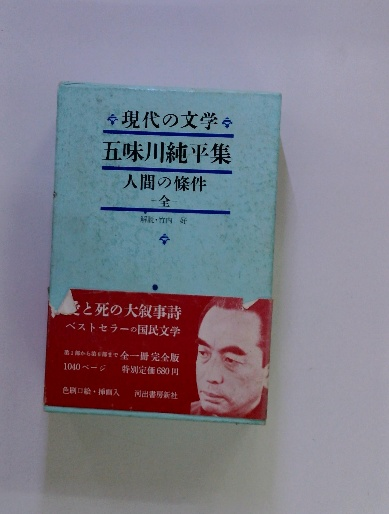 現代の文学
五味川純平集
人間の條件
全
解説・竹内 好
愛と死の大叙事詩
ベストセラーの国民文学
第1部から第6部まで 全一冊完全版
1040ページ 特別定価680円
色刷口絵・挿画入 河出書房新社